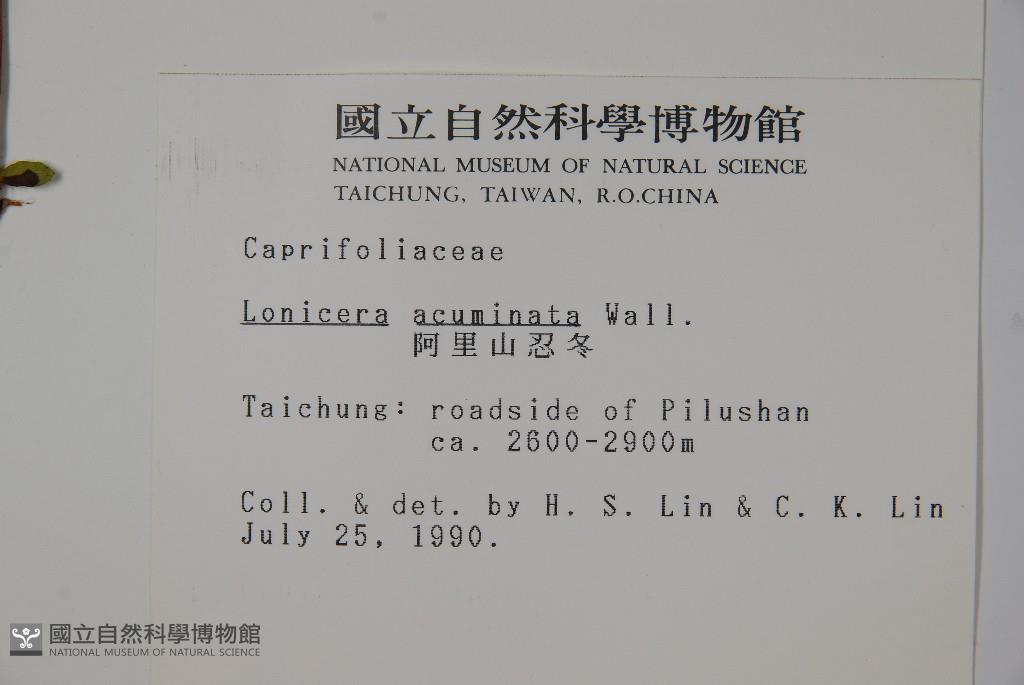 國立自然科學博物館
NATIONAL MUSEUM OF NATURAL SCIENCE
TAICHUNG, TAIWAN, R.O.CHINA
Caprifoliaceae
Lonicera acuminata Wall.
阿里山忍冬
Taichung: roadside of Pilushan
ca. 2600-2900m
Coll. & det. by H. S. Lin & C. K. Lin
July 25, 1990.
國立自然科學博物館
NATIONAL MUSEUM OF NATURAL SCIENCE